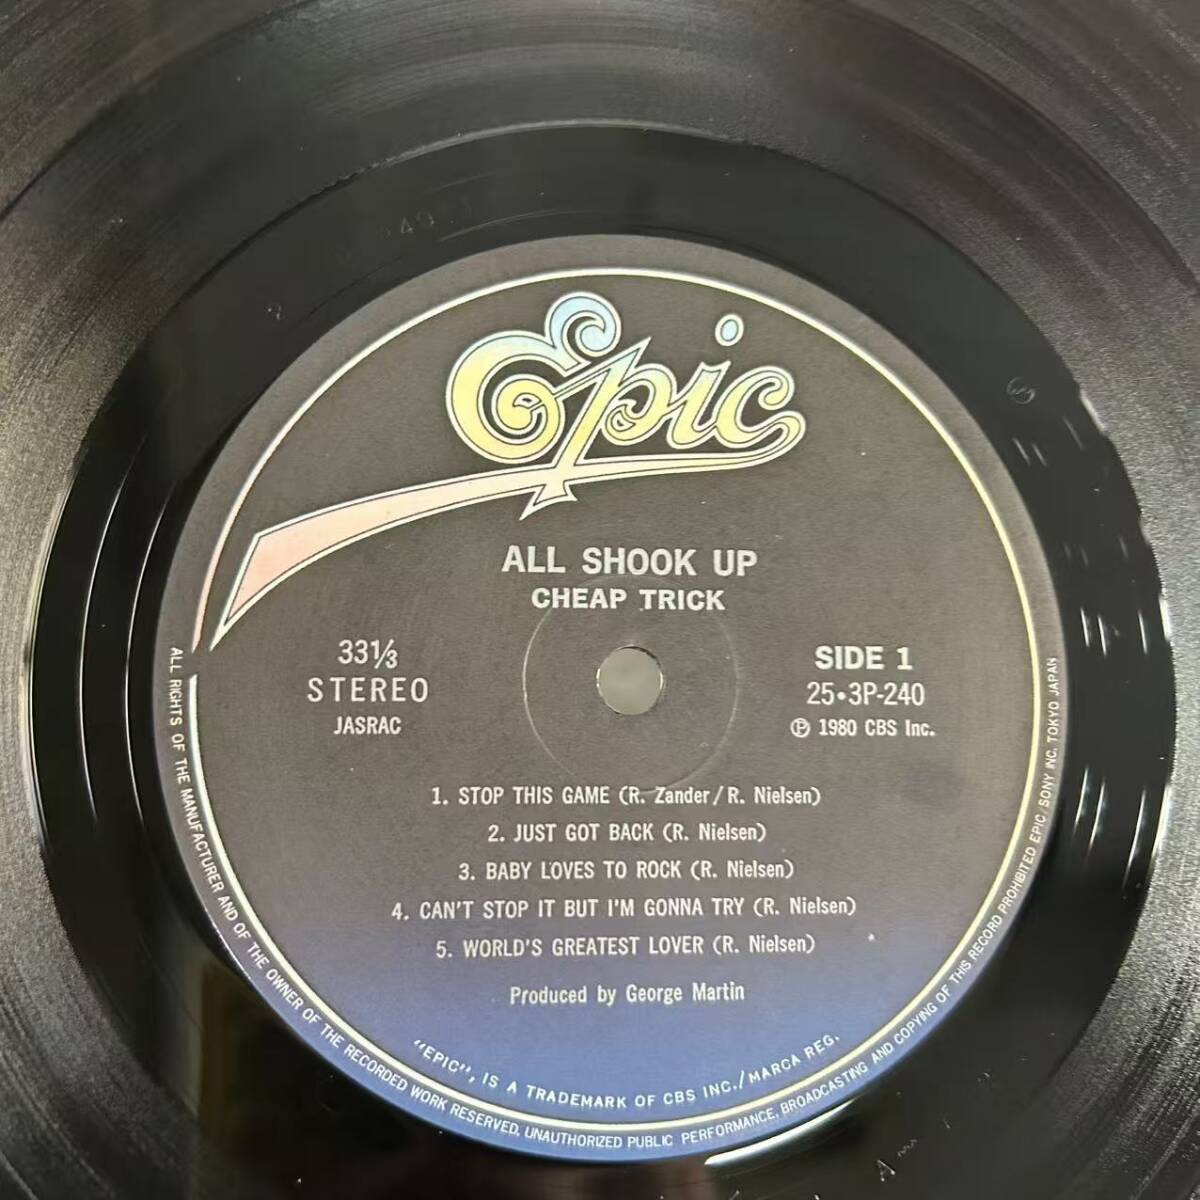 Epic
ALL SHOOK UP
CHEAP TRICK
33⅓
STEREO
JASRAC
SIDE 1
25・3P-240
Ⓟ 1980 CBS Inc.
1. STOP THIS GAME (R. Zander/R. Nielsen)
2. JUST GOT BACK (R. Nielsen)
3. BABY LOVES TO ROCK (R. Nielsen)
4. CAN'T STOP IT BUT I'M GONNA TRY (R. Nielsen)
5. WORLD'S GREATEST LOVER (R. Nielsen)
Produced by George Martin
"EPIC", IS A TRADEMARK OF CBS INC./MARCA REG.
ALL RIGHTS OF THE MANUFACTURER AND OF THE OWNER OF THE RECORDED WORK RESERVED. UNAUTHORIZED PUBLIC PERFORMANCE, BROADCASTING AND COPYING OF THIS RECORD PROHIBITED EPIC/SONY INC. TOKYO JAPAN